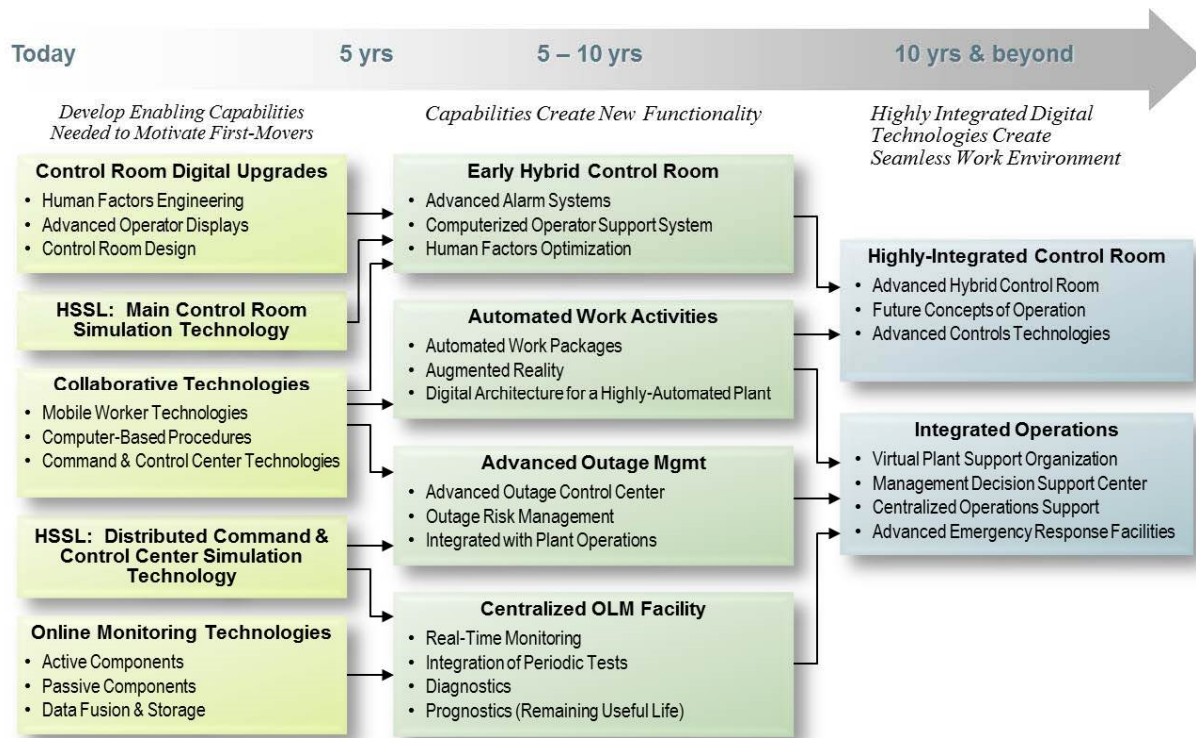 Today
5 yrs
5 – 10 yrs
10 yrs & beyond
Develop Enabling Capabilities
Needed to Motivate First-Movers
Capabilities Create New Functionality
Highly Integrated Digital
Technologies Create
Seamless Work Environment
Control Room Digital Upgrades
• Human Factors Engineering
• Advanced Operator Displays
• Control Room Design
HSSL: Main Control Room
Simulation Technology
Collaborative Technologies
• Mobile Worker Technologies
• Computer-Based Procedures
• Command & Control Center Technologies
HSSL: Distributed Command &
Control Center Simulation
Technology
Online Monitoring Technologies
• Active Components
• Passive Components
• Data Fusion & Storage
Early Hybrid Control Room
• Advanced Alarm Systems
• Computerized Operator Support System
• Human Factors Optimization
Automated Work Activities
• Automated Work Packages
• Augmented Reality
• Digital Architecture for a Highly-Automated Plant
Advanced Outage Mgmt
• Advanced Outage Control Center
• Outage Risk Management
• Integrated with Plant Operations
Centralized OLM Facility
• Real-Time Monitoring
• Integration of Periodic Tests
• Diagnostics
• Prognostics (Remaining Useful Life)
Highly-Integrated Control Room
• Advanced Hybrid Control Room
• Future Concepts of Operation
• Advanced Controls Technologies
Integrated Operations
• Virtual Plant Support Organization
• Management Decision Support Center
• Centralized Operations Support
• Advanced Emergency Response Facilities